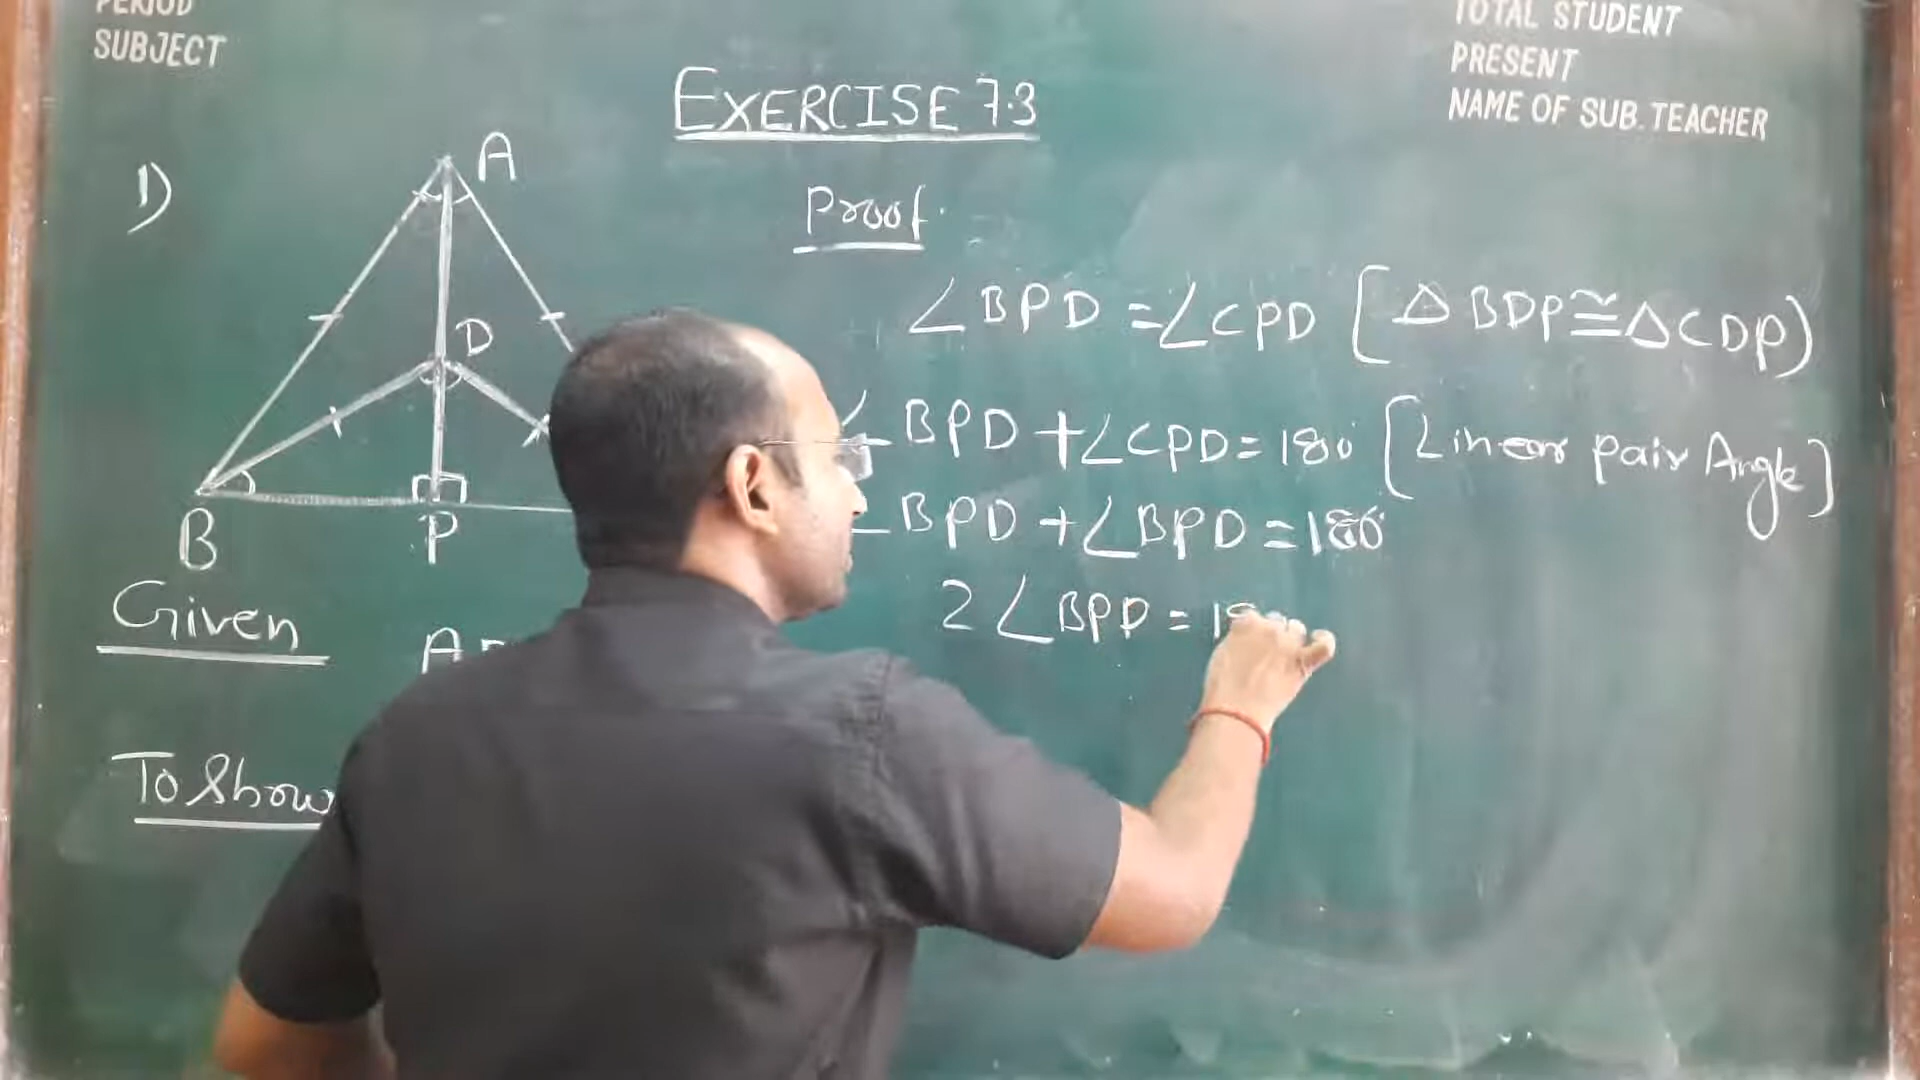 PERIOD
SUBJECT
TOTAL STUDENT
PRESENT
NAME OF SUB. TEACHER
EXERCISE 7.3
1)
A
D
B
P
Given
To Show
Proof
∠BPD = ∠CPD [△BDP ≅ △CDP)
∠BPD + ∠CPD = 180 [Linear pair Angle]
∠BPD + ∠BPD = 180
2∠BPD =